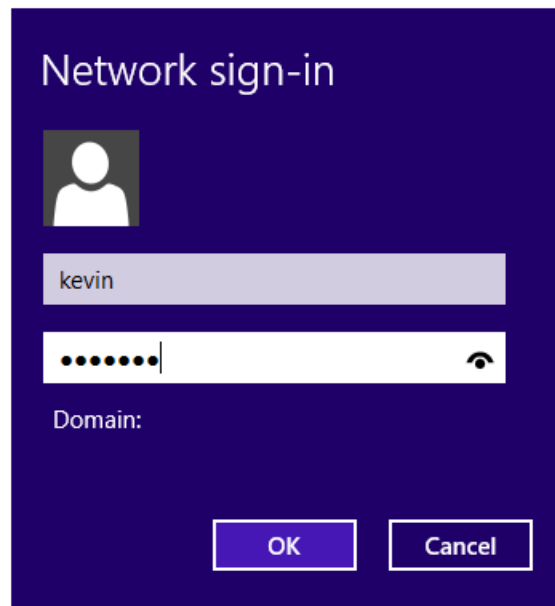 Network sign-in
kevin
•••••••
Domain:
OK Cancel